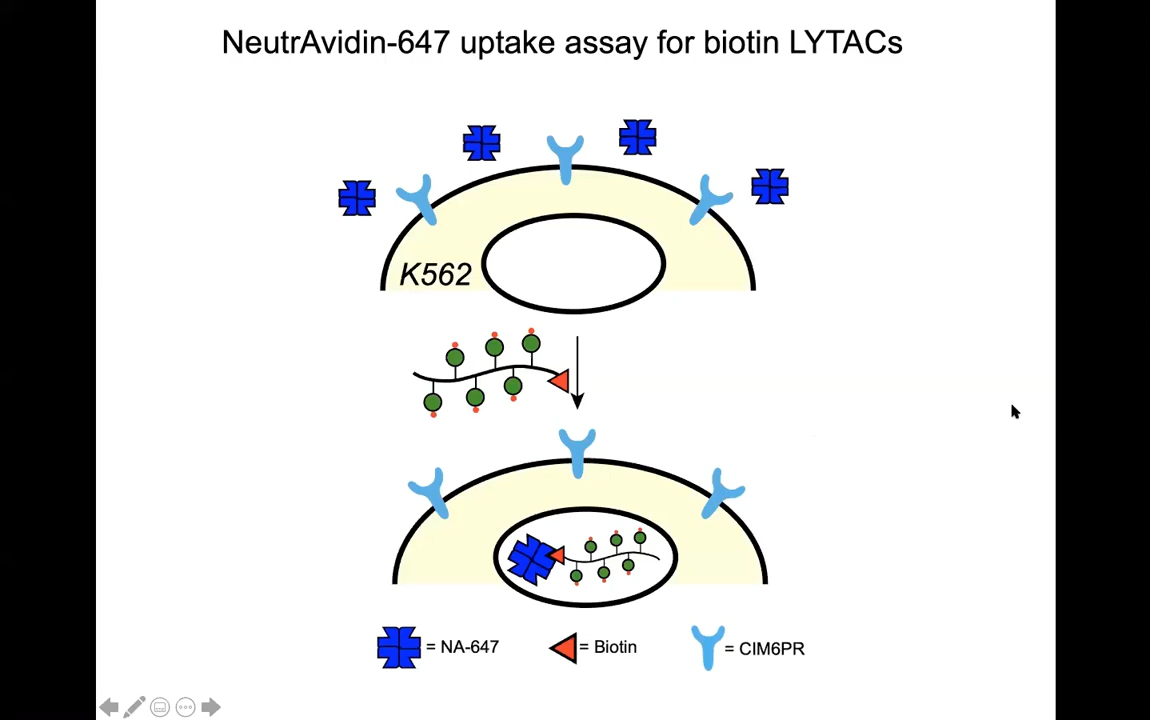 NeutrAvidin-647 uptake assay for biotin LYTACs
K562
= NA-647
= Biotin
= CIM6PR